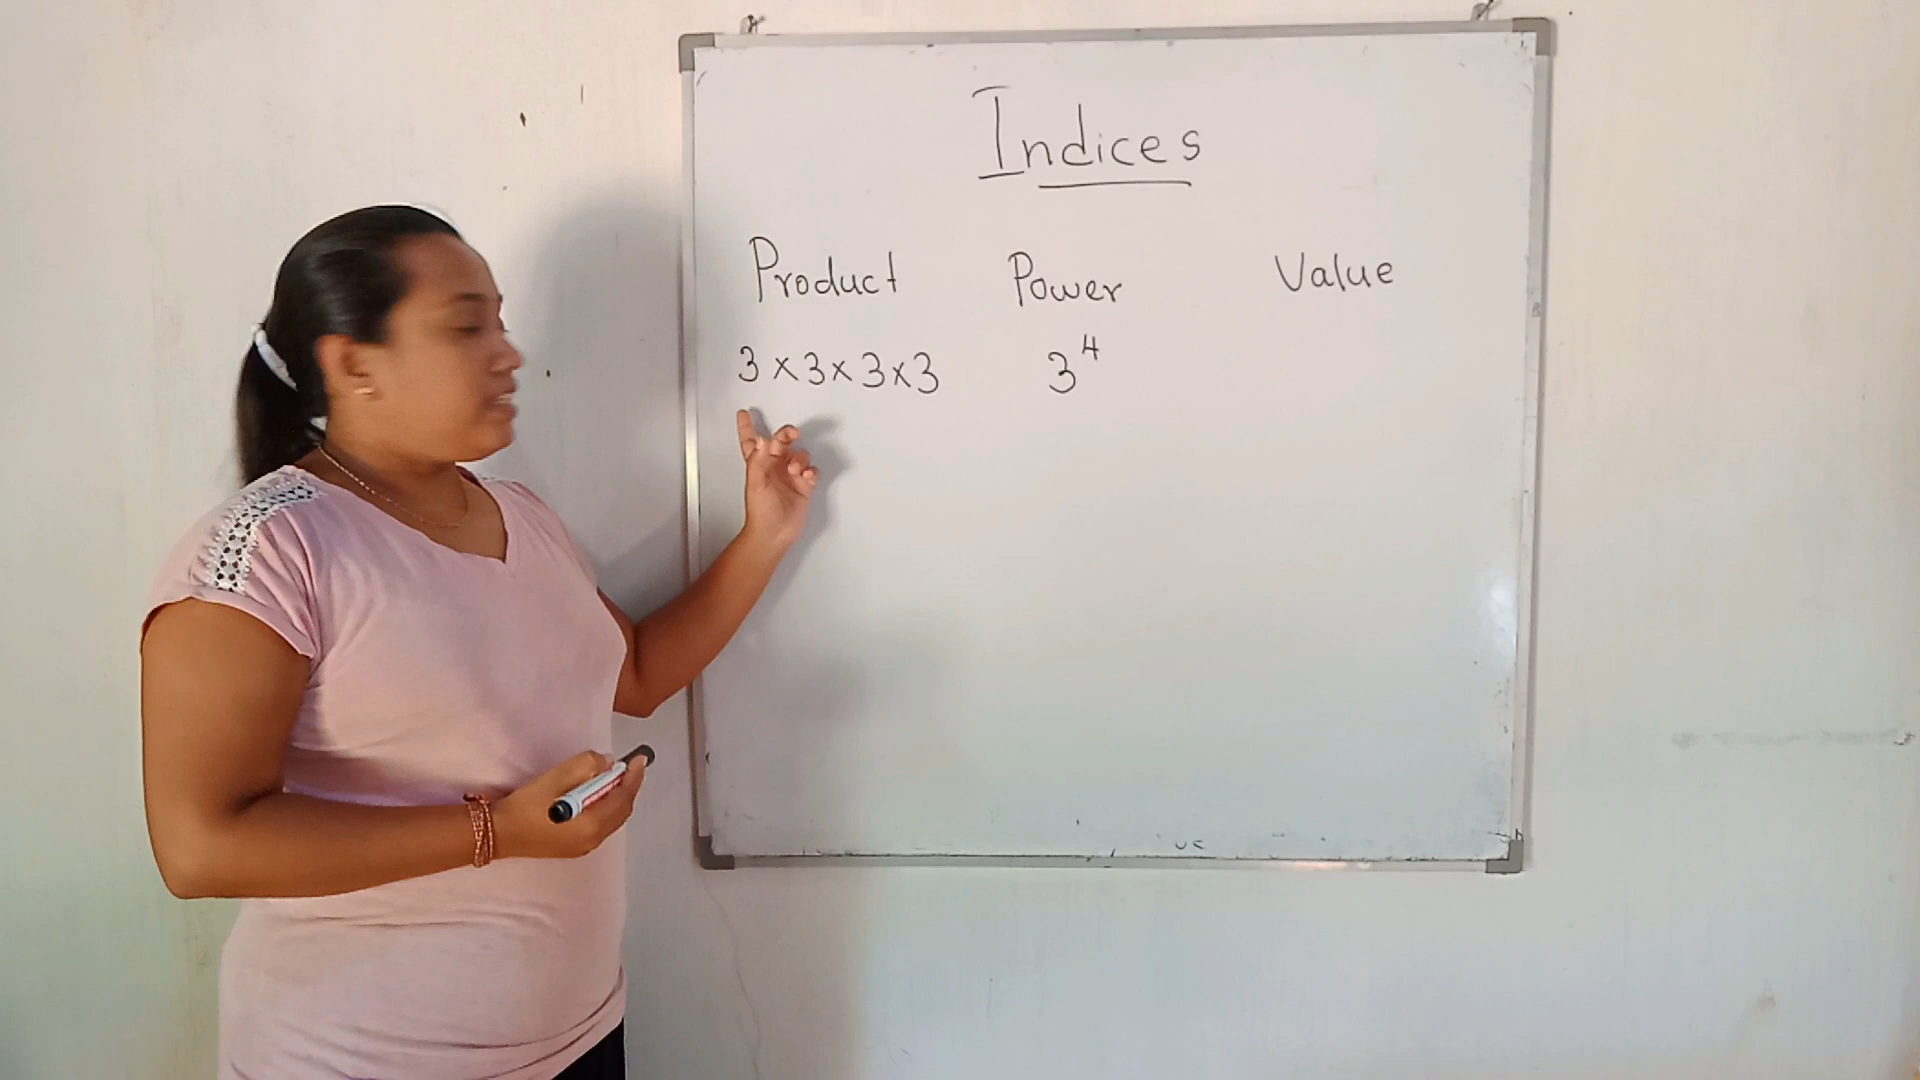 Indices
Product Power Value
3 × 3 × 3 × 3 3⁴